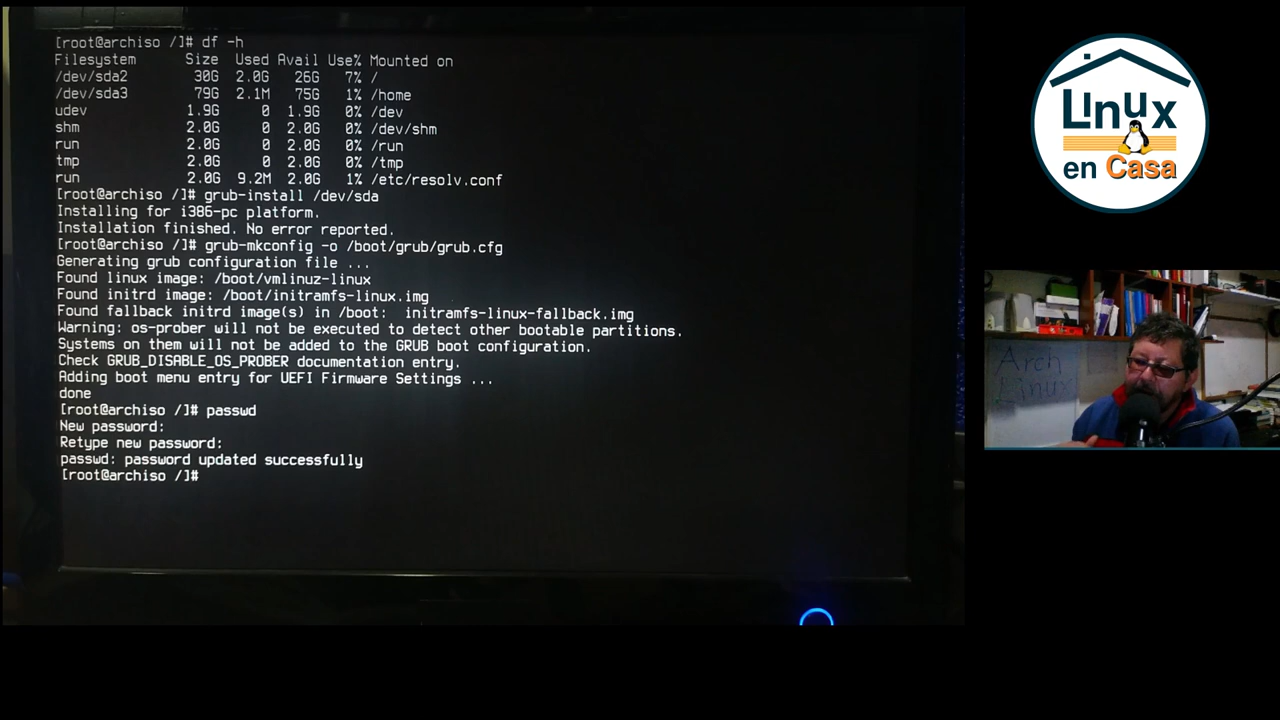 [root@archiso /]# df -h
Filesystem Size Used Avail Use% Mounted on
/dev/sda2 30G 2.0G 26G 7% /
/dev/sda3 79G 2.1M 75G 1% /home
udev 1.9G 0 1.9G 0% /dev
shm 2.0G 0 2.0G 0% /dev/shm
run 2.0G 0 2.0G 0% /run
tmp 2.0G 0 2.0G 0% /tmp
run 2.0G 9.2M 2.0G 1% /etc/resolv.conf
[root@archiso /]# grub-install /dev/sda
Installing for i386-pc platform.
Installation finished. No error reported.
[root@archiso /]# grub-mkconfig -o /boot/grub/grub.cfg
Generating grub configuration file ...
Found linux image: /boot/vmlinuz-linux
Found initrd image: /boot/initramfs-linux.img
Found fallback initrd image(s) in /boot: initramfs-linux-fallback.img
Warning: os-prober will not be executed to detect other bootable partitions.
Systems on them will not be added to the GRUB boot configuration.
Check GRUB_DISABLE_OS_PROBER documentation entry.
Adding boot menu entry for UEFI Firmware Settings ...
done
[root@archiso /]# passwd
New password:
Retype new password:
passwd: password updated successfully
[root@archiso /]#
Linux
en Casa
Arch
Linux